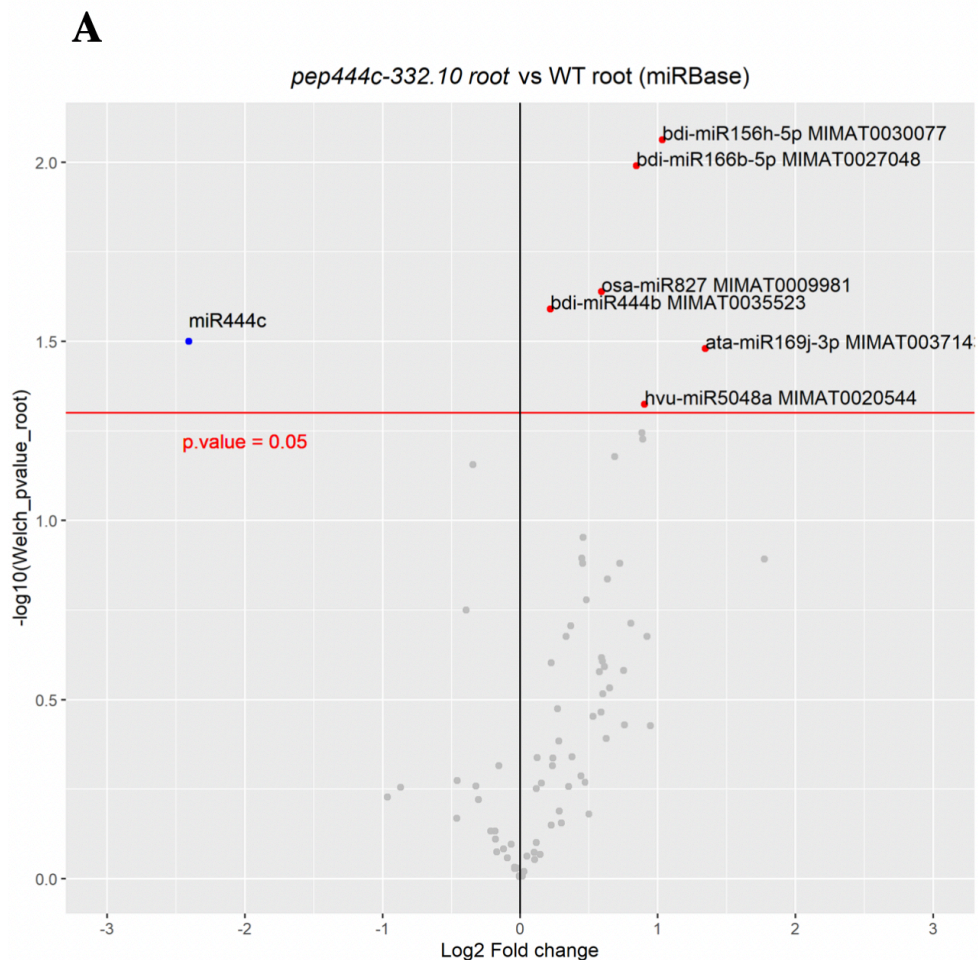 A
pep444c-332.10 root vs WT root (miRBase)
bdi-miR156h-5p MIMAT0030077
bdi-miR166b-5p MIMAT0027048
osa-miR827 MIMAT0009981
bdi-miR444b MIMAT0035523
miR444c
ata-miR169j-3p MIMAT0037143
hvu-miR5048a MIMAT0020544
p.value = 0.05
-log10(Welch_pvalue_root)
2.0
1.5
1.0
0.5
0.0
-3 -2 -1 0 1 2 3
Log2 Fold change